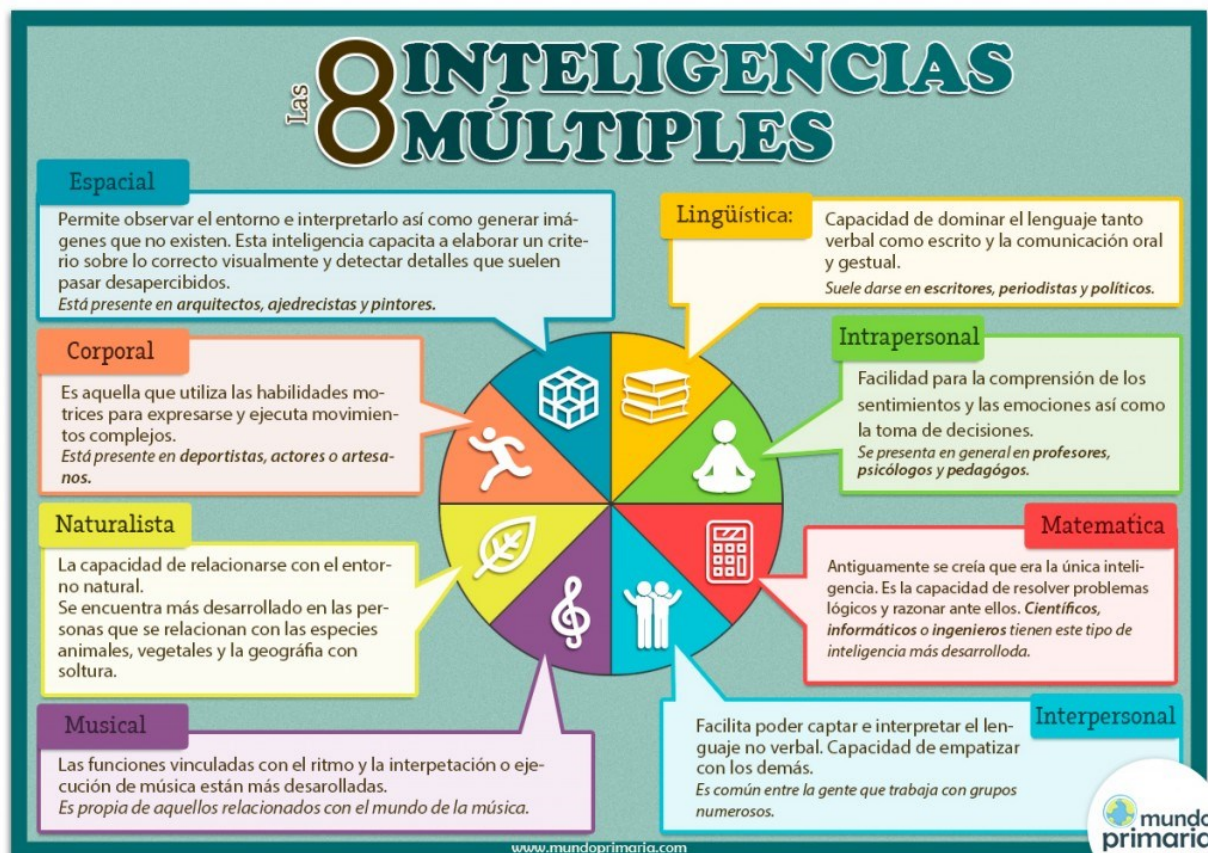 Las 8 INTELIGENCIAS
MÚLTIPLES
Espacial
Permite observar el entorno e interpretarlo así como generar imá-
genes que no existen. Esta inteligencia capacita a elaborar un crite-
rio sobre lo correcto visualmente y detectar detalles que suelen
pasar desapercibidos.
Está presente en arquitectos, ajedrecistas y pintores.
Lingüística:
Capacidad de dominar el lenguaje tanto
verbal como escrito y la comunicación oral
y gestual.
Suele darse en escritores, periodistas y políticos.
Corporal
Es aquella que utiliza las habilidades mo-
trices para expresarse y ejecuta movimien-
tos complejos.
Está presente en deportistas, actores o artesa-
nos.
Intrapersonal
Facilidad para la comprensión de los
sentimientos y las emociones así como
la toma de decisiones.
Se presenta en general en profesores,
psicólogos y pedagógos.
Naturalista
La capacidad de relacionarse con el entor-
no natural.
Se encuentra más desarrollado en las per-
sonas que se relacionan con las especies
animales, vegetales y la geográfia con
soltura.
Matematica
Antiguamente se creía que era la única inteli-
gencia. Es la capacidad de resolver problemas
lógicos y razonar ante ellos. Científicos,
informáticos o ingenieros tienen este tipo de
inteligencia más desarrolloda.
Musical
Las funciones vinculadas con el ritmo y la interpetación o eje-
cución de música están más desarolladas.
Es propia de aquellos relacionados con el mundo de la música.
Interpersonal
Facilita poder captar e interpretar el len-
guaje no verbal. Capacidad de empatizar
con los demás.
Es común entre la gente que trabaja con grupos
numerosos.
mundo
primaria
www.mundoprimaria.com